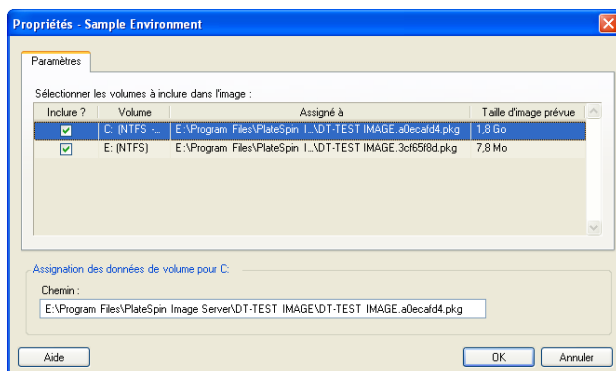 Propriétés - Sample Environment
Paramètres
Sélectionner les volumes à inclure dans l'image :
Inclure ? Volume Assigné à Taille d'image prévue
C: (NTFS -... E:\Program Files\PlateSpin I...\DT-TEST IMAGE.a0ecafd4.pkg 1,8 Go
E: (NTFS) E:\Program Files\PlateSpin I...\DT-TEST IMAGE.3cf65f8d.pkg 7,8 Mo
Assignation des données de volume pour C:
Chemin :
E:\Program Files\PlateSpin Image Server\DT-TEST IMAGE\DT-TEST IMAGE.a0ecafd4.pkg
Aide OK Annuler